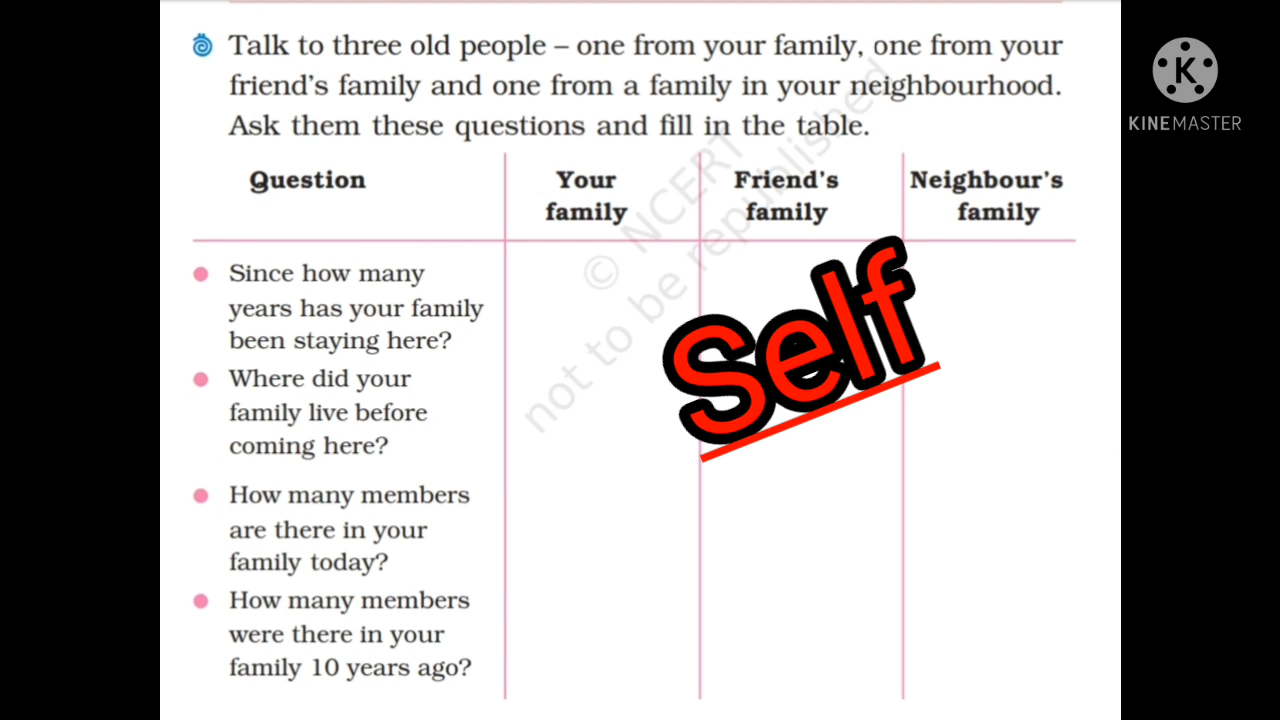 Talk to three old people – one from your family, one from your
friend's family and one from a family in your neighbourhood.
Ask them these questions and fill in the table.
KINEMASTER
Question
Your
family
Friend's
family
Neighbour's
family
© NCERT
not to be republished
Since how many
years has your family
been staying here?
Self
Where did your
family live before
coming here?
How many members
are there in your
family today?
How many members
were there in your
family 10 years ago?